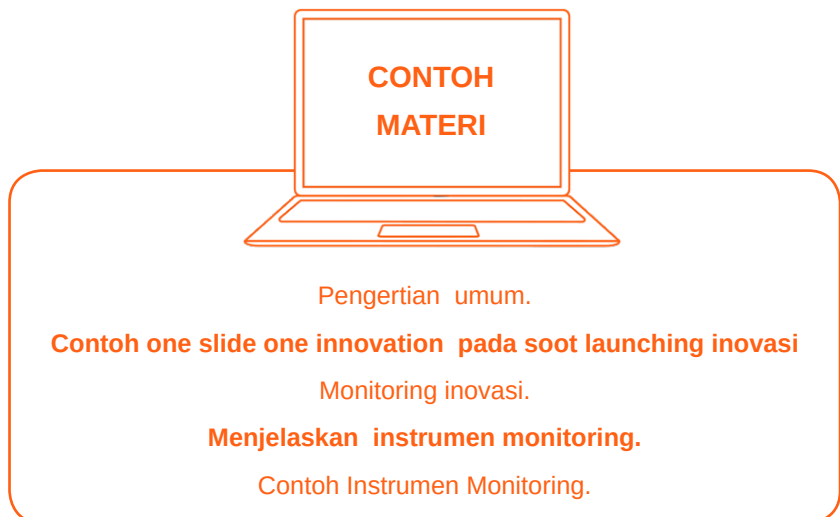 CONTOH
MATERI
Pengertian umum.
Contoh one slide one innovation pada soot launching inovasi
Monitoring inovasi.
Menjelaskan instrumen monitoring.
Contoh Instrumen Monitoring.